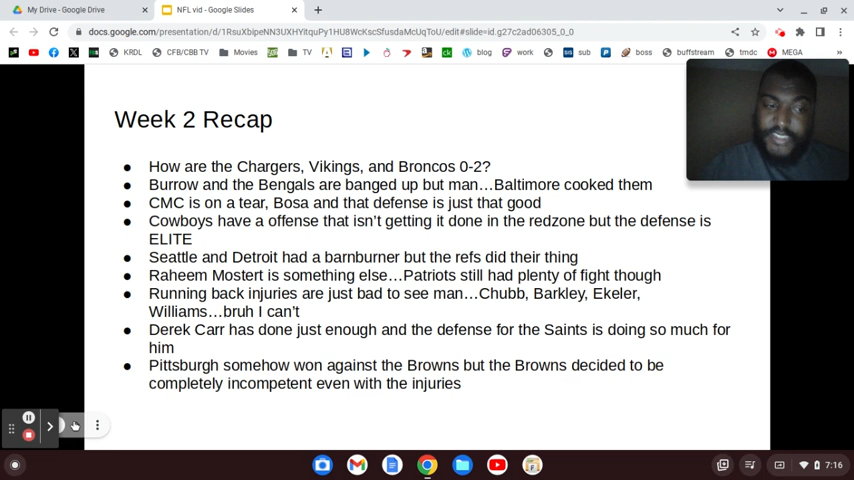 My Drive - Google Drive
NFL vid - Google Slides
docs.google.com/presentation/d/1RsuXbipeNN3UXHYitquPy1HU8WcKscSfusdaMcUqToU/edit#slide=id.g27c2ad06305_0_0
KRDL
CFB/CBB TV
Movies
TV
blog
work
sub
boss
buffstream
tmdc
MEGA
Week 2 Recap
● How are the Chargers, Vikings, and Broncos 0-2?
● Burrow and the Bengals are banged up but man…Baltimore cooked them
● CMC is on a tear, Bosa and that defense is just that good
● Cowboys have a offense that isn't getting it done in the redzone but the defense is
ELITE
● Seattle and Detroit had a barnburner but the refs did their thing
● Raheem Mostert is something else…Patriots still had plenty of fight though
● Running back injuries are just bad to see man…Chubb, Barkley, Ekeler,
Williams…bruh I can't
● Derek Carr has done just enough and the defense for the Saints is doing so much for
him
● Pittsburgh somehow won against the Browns but the Browns decided to be
completely incompetent even with the injuries
7:16